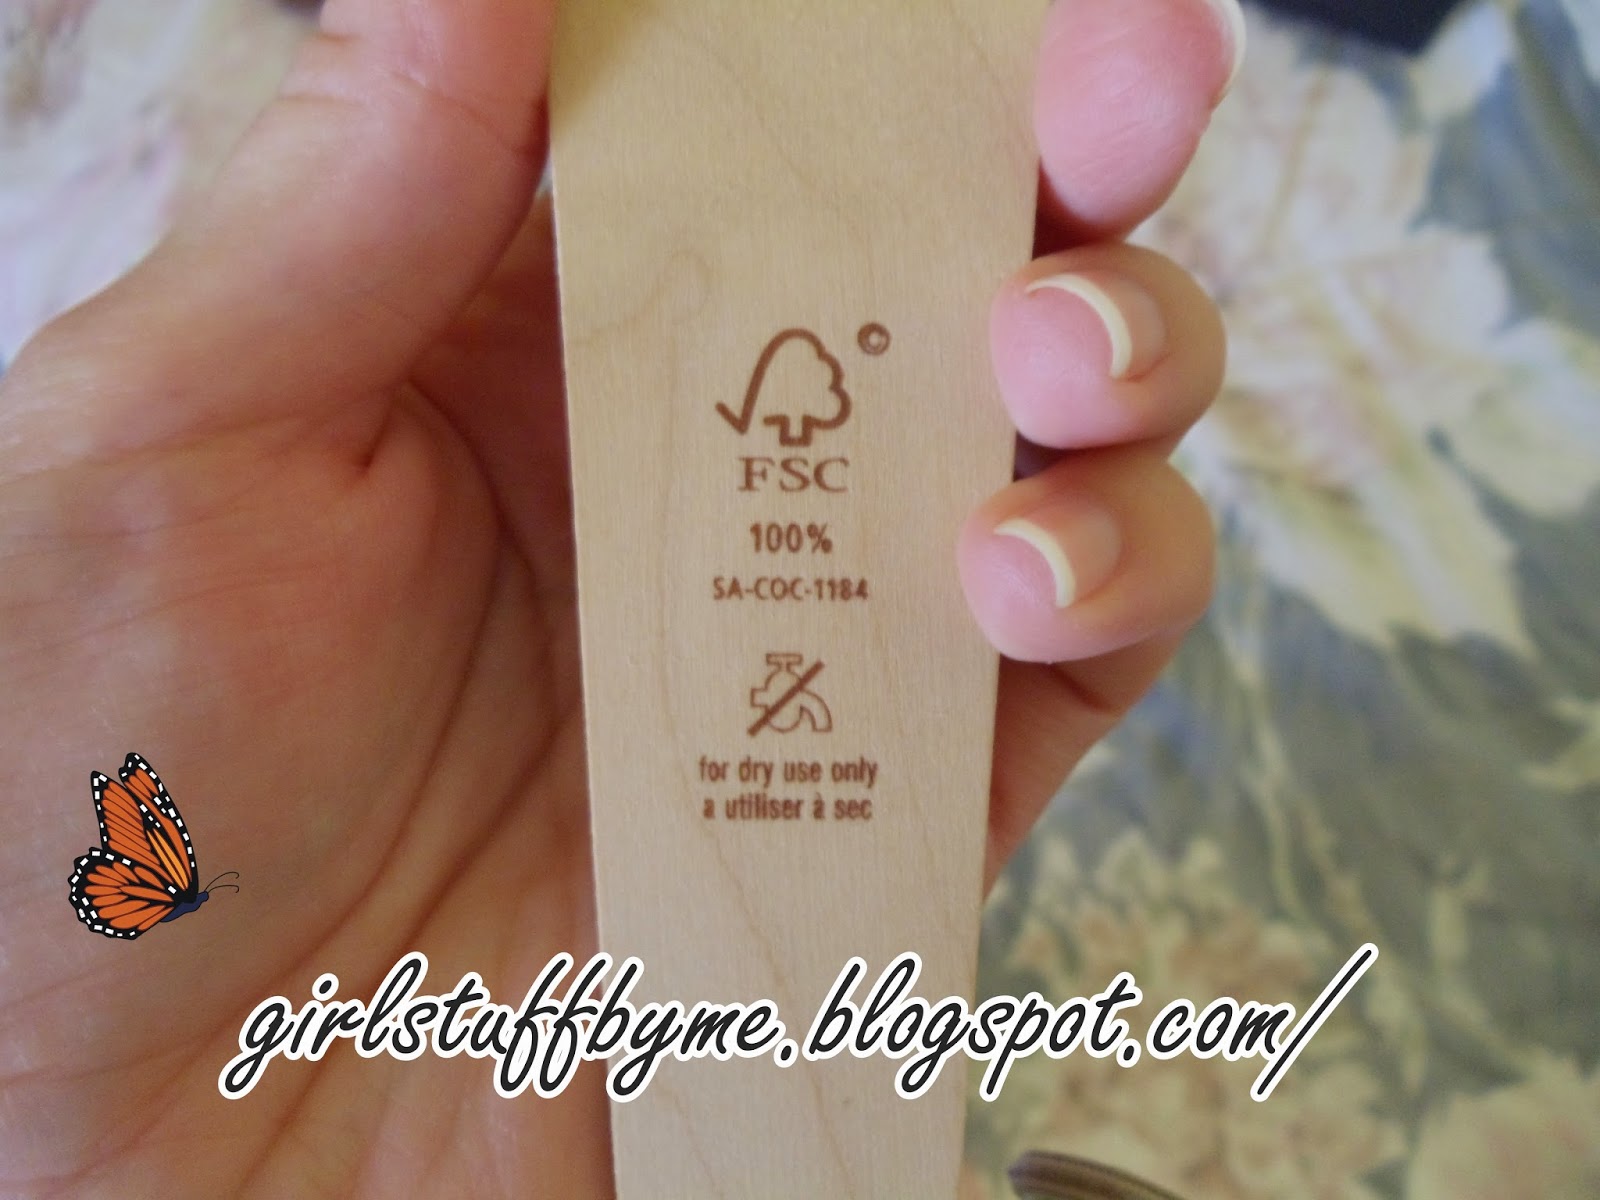 ©
FSC
100%
SA-COC-1184
for dry use only
a utiliser à sec
girlstuffbyme.blogspot.com/